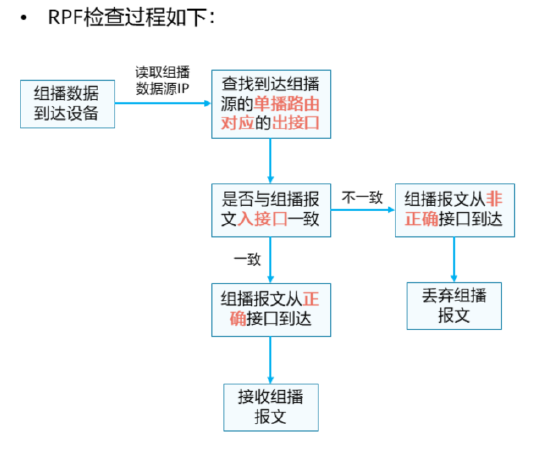 • RPF检查过程如下：
读取组播
数据源IP
组播数据
到达设备
查找到达组播
源的单播路由
对应的出接口
是否与组播报
文入接口一致
不一致
组播报文从非
正确接口到达
一致
组播报文从正
确接口到达
丢弃组播
报文
接收组播
报文